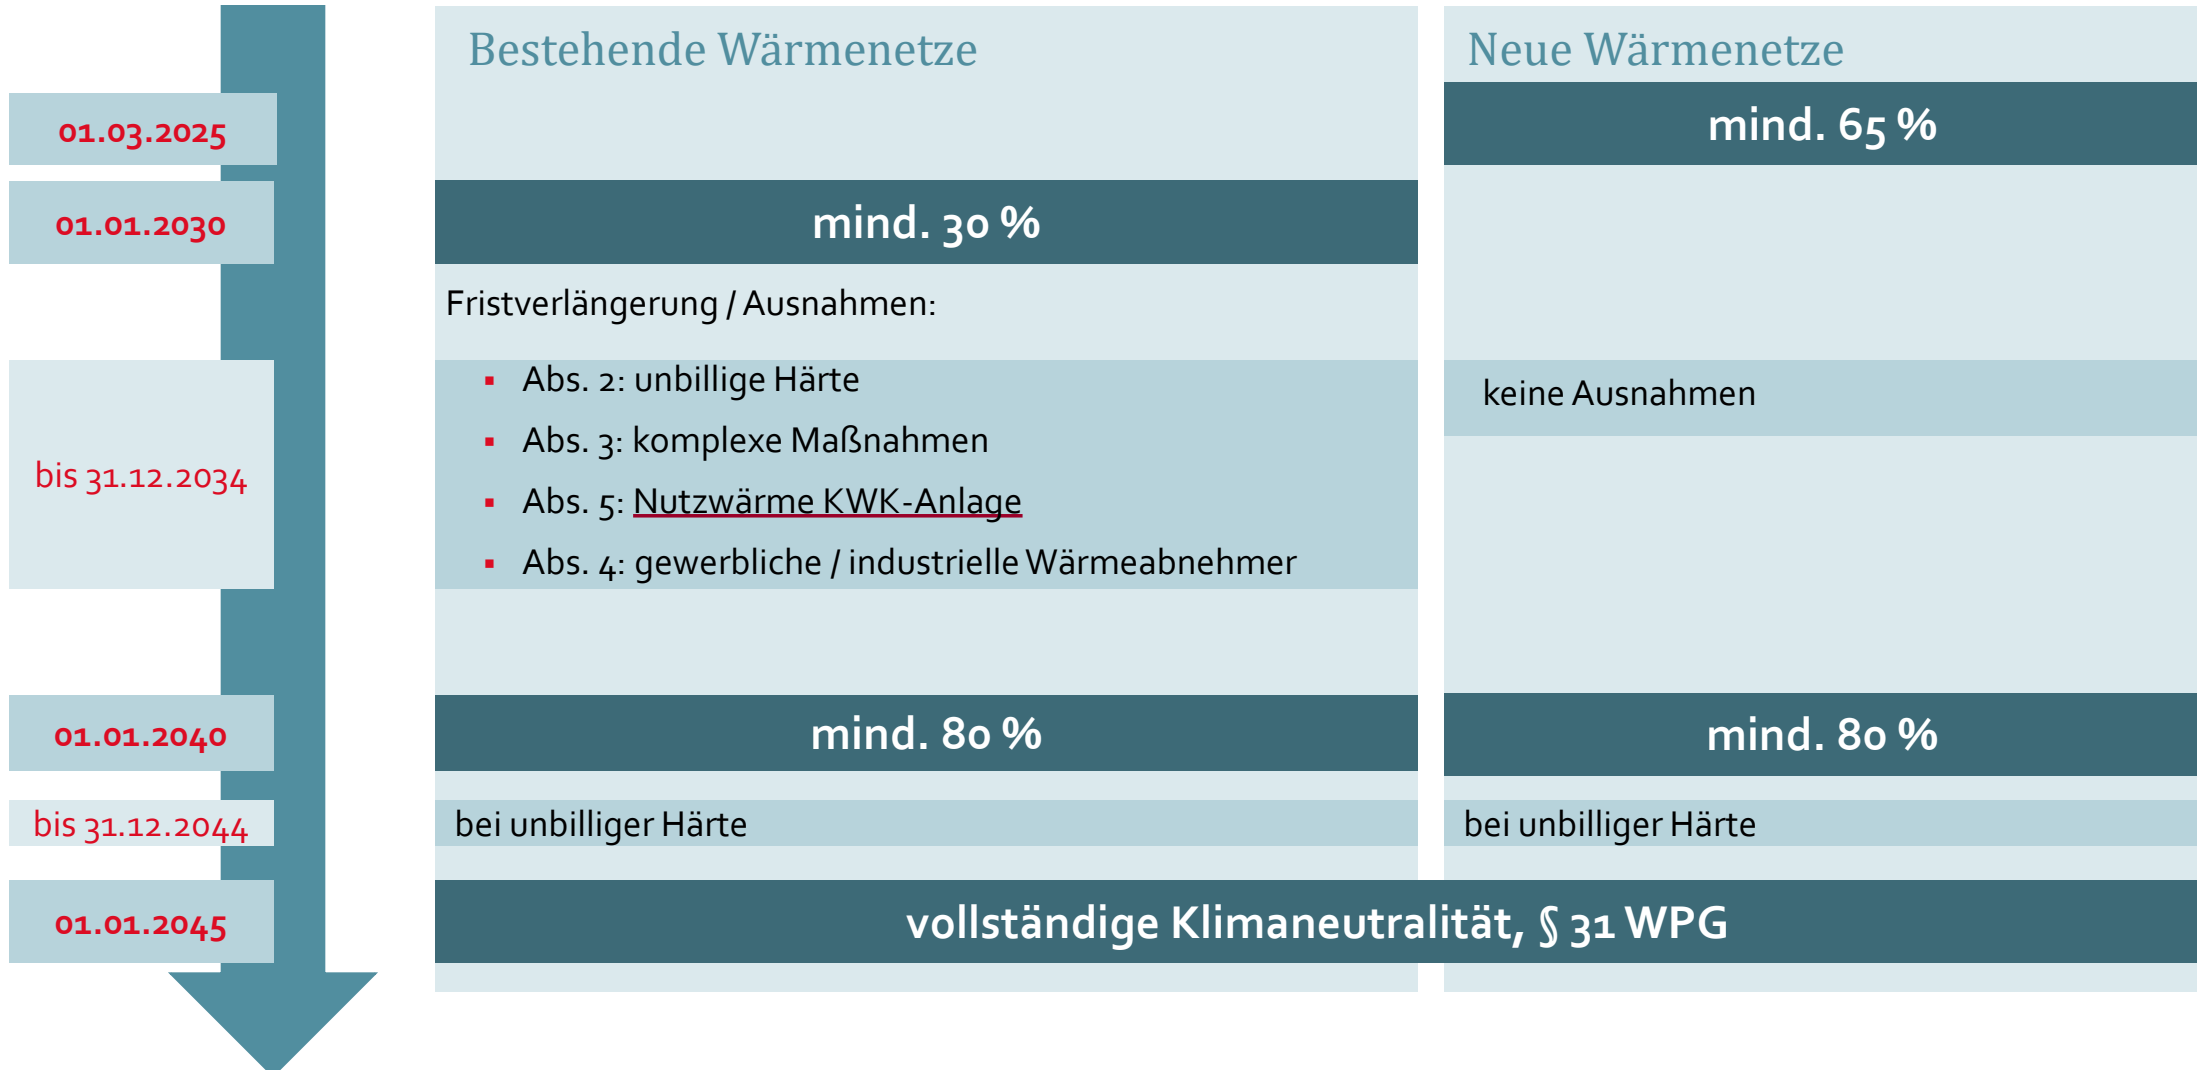 Bestehende Wärmenetze
Neue Wärmenetze
01.03.2025
mind. 65 %
01.01.2030
mind. 30 %
Fristverlängerung / Ausnahmen:
bis 31.12.2034
▪ Abs. 2: unbillige Härte
▪ Abs. 3: komplexe Maßnahmen
▪ Abs. 5: Nutzwärme KWK-Anlage
▪ Abs. 4: gewerbliche / industrielle Wärmeabnehmer
keine Ausnahmen
01.01.2040
mind. 80 %
mind. 80 %
bis 31.12.2044
bei unbilliger Härte
bei unbilliger Härte
01.01.2045
vollständige Klimaneutralität, § 31 WPG